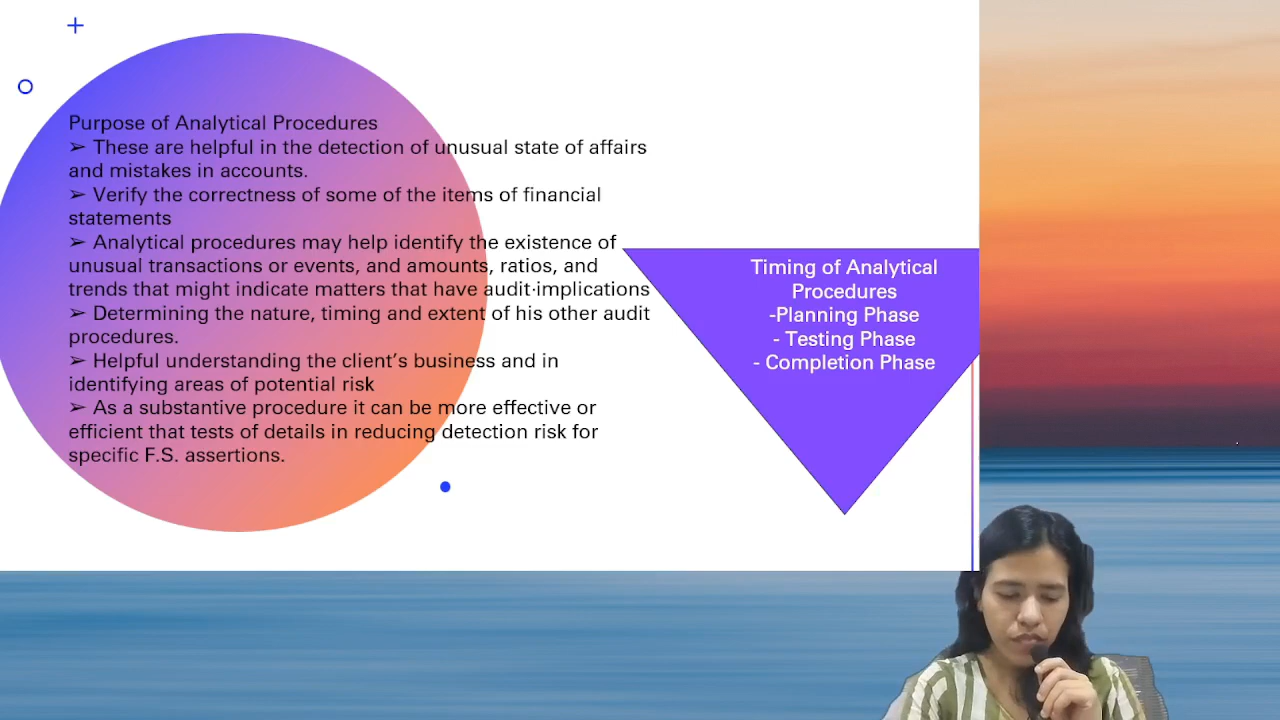 Purpose of Analytical Procedures
➢ These are helpful in the detection of unusual state of affairs
and mistakes in accounts.
➢ Verify the correctness of some of the items of financial
statements
➢ Analytical procedures may help identify the existence of
unusual transactions or events, and amounts, ratios, and
trends that might indicate matters that have audit·implications
➢ Determining the nature, timing and extent of his other audit
procedures.
➢ Helpful understanding the client’s business and in
identifying areas of potential risk
➢ As a substantive procedure it can be more effective or
efficient that tests of details in reducing detection risk for
specific F.S. assertions.
Timing of Analytical
Procedures
-Planning Phase
- Testing Phase
- Completion Phase